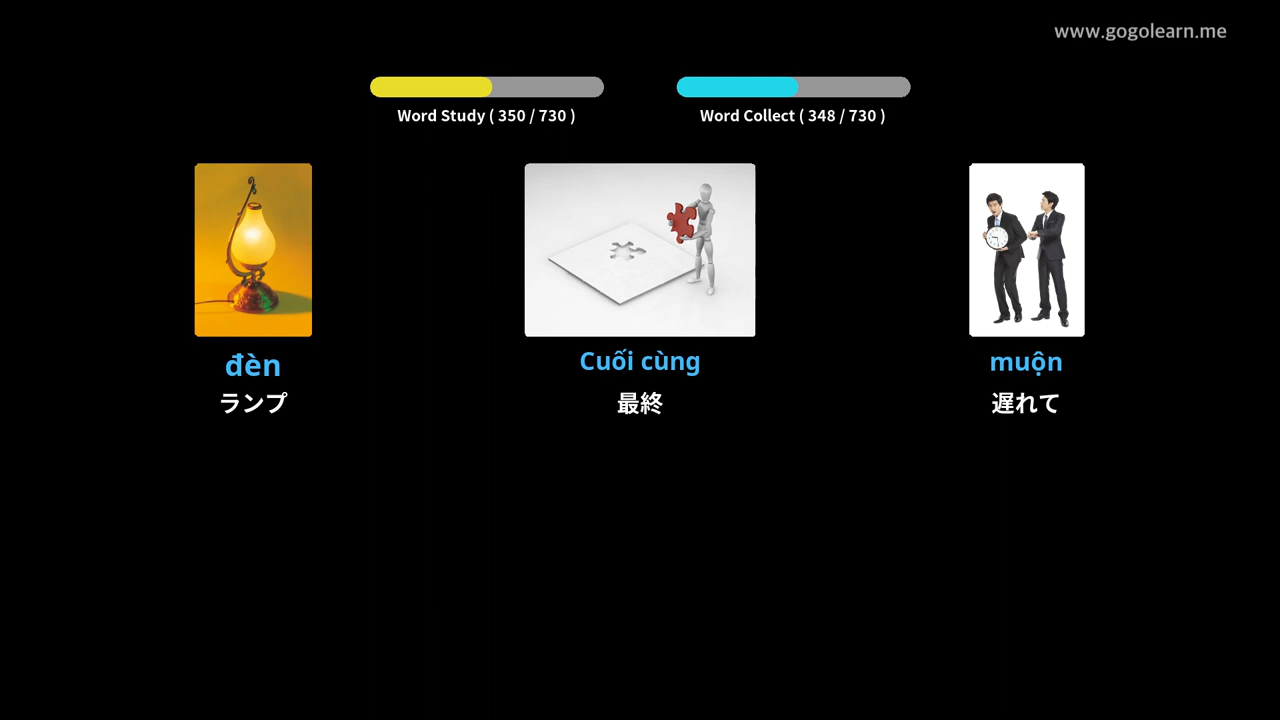 www.gogolearn.me
Word Study ( 350 / 730 )
Word Collect ( 348 / 730 )
đèn
ランプ
Cuối cùng
最終
muộn
遅れて